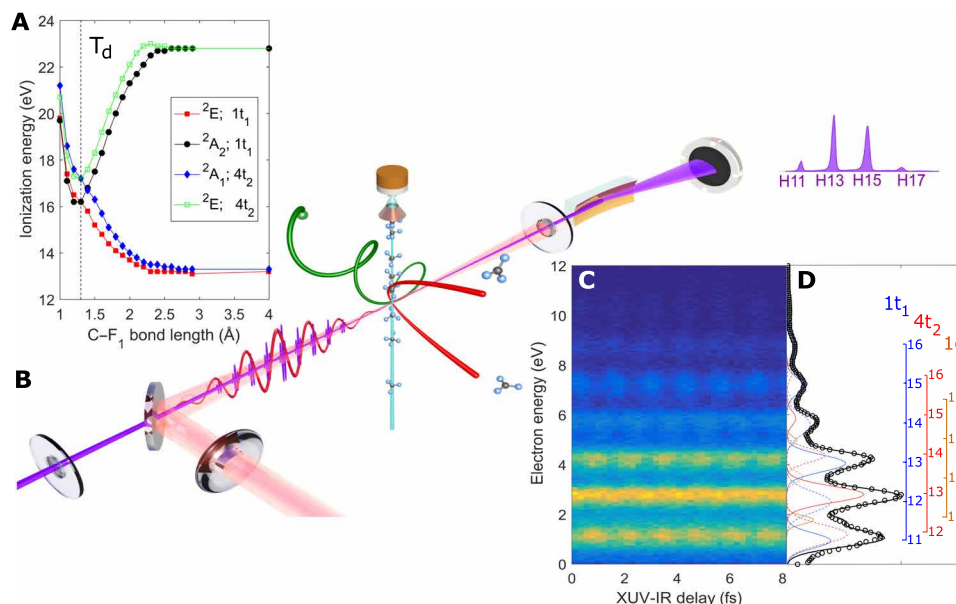 A
T_d
Ionization energy (eV)
24
22
20
18
16
14
12
1
1.5
2
2.5
3
3.5
4
C–F₁ bond length (Å)
²E; 1t₁
²A₂; 1t₁
²A₁; 4t₂
²E; 4t₂
H11
H13
H15
H17
B
C
Electron energy (eV)
12
10
8
6
4
2
0
0
2
4
6
8
XUV-IR delay (fs)
D
1t₁
4t₂
16
15
14
13
12
11
16
15
14
13
12